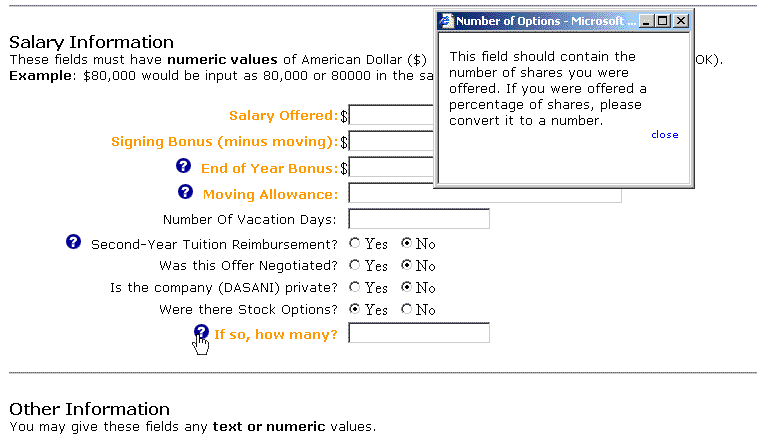 Number of Options - Microsoft ...
This field should contain the
number of shares you were
offered. If you were offered a
percentage of shares, please
convert it to a number.
close
Salary Information
These fields must have numeric values of American Dollar ($) OK).
Example: $80,000 would be input as 80,000 or 80000 in the sa
Salary Offered: $
Signing Bonus (minus moving): $
? End of Year Bonus: $
? Moving Allowance:
Number Of Vacation Days:
? Second-Year Tuition Reimbursement? Yes No
Was this Offer Negotiated? Yes No
Is the company (DASANI) private? Yes No
Were there Stock Options? Yes No
? If so, how many?
Other Information
You may give these fields any text or numeric values.